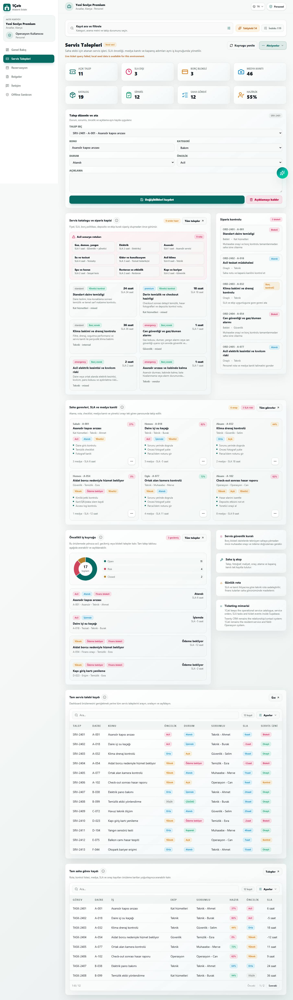 1Çatı
Ataberk Estate
AKTİF PORTFÖY
Yeni Seviye Premium
Avsallar, Alanya
Operasyon Kullanıcısı
Personel
Genel Bakış
Servis Talepleri
Rezervasyon
Belgeler
İletişim
Offline Senkron
Yeni Seviye Premium
Avsallar, Alanya · Personel
TR
Personel
Kayıt ara ve filtrele
Kategori, arama metni ve takip durumunu seçin.
Takipteki 54
İndeks 119
Servis Talepleri
Yerel veri
Saha ekibi için atanan servis işleri, SLA önceliği, medya kanıtı ve kapanış adımları aynı kayıtta yönetilir.
Live ticket query failed; local seed data is available for this environment.
Kuyrugu yenile
Aksiyonlar
AÇIK TALEP
11
SLA DIŞI
3
BORÇ BLOKELİ
3
MEDYA KANITI
46
KATALOG
19
SİPARİŞ
12
SAHA GÖREVİ
12
HAZIRLIK
55%
Talep düzenle ve ata
Durum, sorumlu, öncelik ve açıklama aynı kayda uygulanır.
SRV-2401
TALEP SEÇ
SRV-2401 - A-001 - Asansör kapısı arızası
KONU
KATEGORİ
Asansör kapısı arızası
Bakım
DURUM
ÖNCELİK
Atandı
Acil
AÇIKLAMA
Değişiklikleri kaydet
Açıklamayı kaldır
Servis katalogu ve siparis kapisi
9 sevke hazır
Tüm talepler
Fiyat, SLA, borç politikası, depozito ve ekip kuralı sipariş oluşmadan önce görünür.
Acil senaryo rotaları
9 rota
Gaz, duman, yangın
SLA 1 saat - Güvenlik + yönetici
Elektrik
SLA 2 saat - Elektrikçi
Asansör
SLA 1 saat - Asansör servisi
Su ve tesisat
SLA 4 saat - Tesisatçı
Gider ve kanalizasyon
SLA 3 saat - Tesisat tedarikçisi
Acil klima
SLA 8 saat - Teknik
Spa ve havuz
SLA 2 saat - Sosyal tesis
Restoran ve etkinlik
SLA 2 saat - Restoran
Kapı ve bariyer
SLA 2 saat - Güvenlik
standard
Yönetici kontrol
24 saat
SLA 24 saat
Standart daire temizligi
Daire teslimi, kisa konaklama sonrasi
temizlik ve temel sarf malzeme kontrolu.
Kat hizmetleri - mixed
premium
Yönetici kontrol
18 saat
SLA 18 saat
Derin temizlik ve checkout
hazirligi
Checkout sonrasi detayli temizlik, hasar
fotograflari ve depozito kontrol notu.
Kat hizmetleri - mixed
standard
Borç esnek
36 saat
SLA 36 saat
Klima bakimi ve drenaj kontrolu
Filtre, drenaj, sogutma performansi ve
servis kaniti ile periyodik klima bakimi.
Teknik - internal
emergency
Borç esnek
1 saat
SLA 1 saat
Can güvenliği ve gaz/duman
alarmı
Gaz kokusu, duman, yangın alarmı veya can
güvenliği uyarısı için anında güvenlik ve...
Güvenlik - mixed
emergency
Borç esnek
2 saat
SLA 2 saat
Acil elektrik kesintisi ve kıvılcım
riski
Daire veya ortak alanda elektrik kesintisi,
kıvılcım, pano kokusu ve aydınlatma riski...
Teknik - mixed
emergency
Borç esnek
1 saat
SLA 1 saat
Asansör arızası ve kabinde kalma
Asansör durması, kabinde kalma, kata
hizalanmama veya alarm durumunda...
Teknik - vendor
Siparis kontrolu
3 blokeli
ORD-2401 - A-001
Blokeli
Standart daire temizligi
Beklet - Kat hizmetleri
Muhasebe onayi ve borç kontrolu tamamlanmadan
saha isine cikarma
ORD-2402 - A-018
Atandı
Acil tesisat müdahalesi
Onaylı - Teknik
Saha notu ve kapanis kanitini kontrol et
ORD-2403 - A-032
Borç
kontrolü
Klima bakimi ve drenaj
kontrolu
Onaylı - Teknik
SLA ve ekip uygunluguna gore gorevi ata
ORD-2404 - A-054
Blokeli
Can güvenliği ve gaz/duman
alarmı
Beklet - Güvenlik
Muhasebe onayi ve borç kontrolu tamamlanmadan
saha isine cikarma
ORD-2405 - A-077
Atandı
Acil elektrik kesintisi ve kıvılcım
riski
Onaylı - Teknik
Personel rota ve medya kaniti talimatini gonder
Saha gorevleri, SLA ve medya kaniti
6 onay
3 SLA riski
Tüm görevler
Atama, rota, checklist, medya kanıtı ve yönetici onayı tek görev panosunda takip edilir.
Sabah - A-001
37%
Asansör kapısı arızası
Kat hizmetleri - Teknik - Ahmet
Acil
Atandı
Yönetici
Daire giris kontrolu
Temizlik checklist
Fotograf kaniti
3 medya - SLA 6 saat
Hemen - A-018
82%
Daire içi su kaçağı
Teknik - Teknik - Burak
Acil
İşlemde
Yönetici
Sorunu yerinde dogrula
Oncesi fotograf yukle
Parca/islem notunu gir
5 medya - SLA -5 saat
Aksam - A-032
44%
Klima drenaj kontrolü
Teknik - Güvenlik - Selim
Orta
Açık
Sorunu yerinde dogrula
Oncesi fotograf yukle
Parca/islem notunu gir
2 medya - SLA 18 saat
Hemen - A-054
0%
Aidat borcu nedeniyle hizmet bekliyor
Güvenlik - Temizlik - Esra
Yüksek
Ödeme bekliyor
Yönetici
Kimlik/yetki kontrolu
Kart/QR/plaka islem kaydi
Access log kontrolu
1 medya - SLA -12 saat
Ogle - A-077
72%
Ortak alan kamera kontrolü
Teknik - Muhasebe - Merve
Yüksek
Atandı
Sorunu yerinde dogrula
Oncesi fotograf yukle
Parca/islem notunu gir
4 medya - SLA 11 saat
Aksam - A-102
62%
Check-out sonrası hasar raporu
Operasyon - Operasyon - Can
Yüksek
Açık
Yönetici
Hasar alanini isaretle
Depozito etkisini not et
Yonetici onayi al
8 medya - SLA 9 saat
Öncelikli iş kuyruğu
3 gecikmiş
Tüm talepler
Bu önizlemede yalnızca acil, gecikmiş veya blokeli talepler kalır. Tam talep tablosu
aşağıda aranabilir ve sayfalanabilir.
17
toplam
Open
11
Risk
4
Closed
2
Acil
Atandı
Finans blokeli
Atandı
SLA 6 saat
Asansör kapısı arızası
A-001 - Asansör - Teknik - Ahmet
Acil
İşlemde
İşlemde
SLA -5 saat
Daire içi su kaçağı
A-018 - Tesisat - Teknik - Burak
Yüksek
Ödeme bekliyor
Finans blokeli
Ödeme bekliyor
SLA -12 saat
Aidat borcu nedeniyle hizmet bekliyor
A-054 - Finans onayı - Temizlik - Esra
Yüksek
Ödeme bekliyor
Finans blokeli
Ödeme bekliyor
SLA -2 saat
Kapı giriş kartı yenileme
D-023 - Erişim - Temizlik - Esra
Servis güvenlik kuralı
Borç blokeli dairelerde teknisyen sahaya çıkmadan
önce muhasebe onayı ve ödeme doğrulaması gerekir.
Saha iş akışı
Talep, fotoğraf, maliyet, onay, atama ve kapanış
kanıtı tek kayıtta tutulur.
Günlük rota
SLA ve kanıt ihtiyacına göre teknik rota sadeleştirilir;
finans tutarları saha görünümünde maskelenir.
Ticketing mimarisi
1Cati keeps the operational service catalogue, service
orders, SLA tasks and ticket events inside Supabase.
Twenty CRM remains the relationship/contact system;
1Cati remains the resident-service and field-
Operasyon system.
Tam servis talebi kaydı
Üst
Dashboard önizlemesini genişletmek yerine tüm servis taleplerini arayın, sıralayın ve sayfalayın.
Ara...
13 kayıt
Ayarlar
TALEP DAİRE KONU ÖNCELİK DURUM SORUMLU SLA SERVİS İZNİ
SRV-2401 A-001 Asansör kapısı arızası Acil Atandı Teknik - Ahmet 6saat Blokeli
SRV-2402 A-018 Daire içi su kaçağı Acil İşlemde Teknik - Burak -5saat Onaylı
SRV-2403 A-032 Klima drenaj kontrolü Orta Açık Güvenlik - Selim 18saat Onaylı
SRV-2404 A-054 Aidat borcu nedeniyle hizmet bekliyor Yüksek Ödeme bekliyor Temizlik - Esra -12saat Blokeli
SRV-2405 A-077 Ortak alan kamera kontrolü Yüksek Atandı Muhasebe - Merve 11saat Onaylı
SRV-2406 A-102 Check-out sonrası hasar raporu Yüksek Açık Operasyon - Can 9saat Kontrol
SRV-2407 B-038 Elektrik pano bakımı Orta İşlemde Teknik - Ahmet 24saat Onaylı
SRV-2408 B-099 Temizlik ekibi yönlendirme Düşük Çözüldü Teknik - Burak 36saat Onaylı
SRV-2409 C-072 Havuz teknik ölçüm Orta Atandı Güvenlik - Selim 20saat Onaylı
SRV-2410 D-023 Kapı giriş kartı yenileme Yüksek Ödeme bekliyor Temizlik - Esra -2saat Blokeli
SRV-2411 D-104 Yangın sensörü testi Orta Kapandı Muhasebe - Merve 48saat Onaylı
SRV-2412 E-075 Balkon camı hasar tespiti Yüksek Açık Operasyon - Can 7saat Kontrol
SRV-2413 F-044 Otopark bariyer erişimi Orta Atandı Teknik - Ahmet 15saat Onaylı
Tam saha görev kaydı
Talepler
Rota, kontrol listesi, medya, SLA ve onay kayıtları önizleme kartları yoğunlaşınca aranabilir kalır.
Ara...
12 kayıt
Ayarlar
GÖREV DAİRE İŞ EKİP SORUMLU HAZIR ÖNCELİK SLA
TASK-2401 A-001 Asansör kapısı arızası Kat hizmetleri Teknik - Ahmet 37% Acil 6 saat
TASK-2402 A-018 Daire içi su kaçağı Teknik Teknik - Burak 82% Acil -5 saat
TASK-2403 A-032 Klima drenaj kontrolü Teknik Güvenlik - Selim 44% Orta 18 saat
TASK-2404 A-054 Aidat borcu nedeniyle hizmet bekliyor Güvenlik Temizlik - Esra 0% Yüksek -12 saat
TASK-2405 A-077 Ortak alan kamera kontrolü Teknik Muhasebe - Merve 72% Yüksek 11 saat
TASK-2406 A-102 Check-out sonrası hasar raporu Operasyon Operasyon - Can 62% Yüksek 9 saat
TASK-2407 B-038 Elektrik pano bakımı Teknik Teknik - Ahmet 64% Orta 24 saat
TASK-2408 B-099 Temizlik ekibi yönlendirme Kat hizmetleri Teknik - Burak 94% Düşük 36 saat
1-8 / 12
Önceki
1 / 2
Sonraki